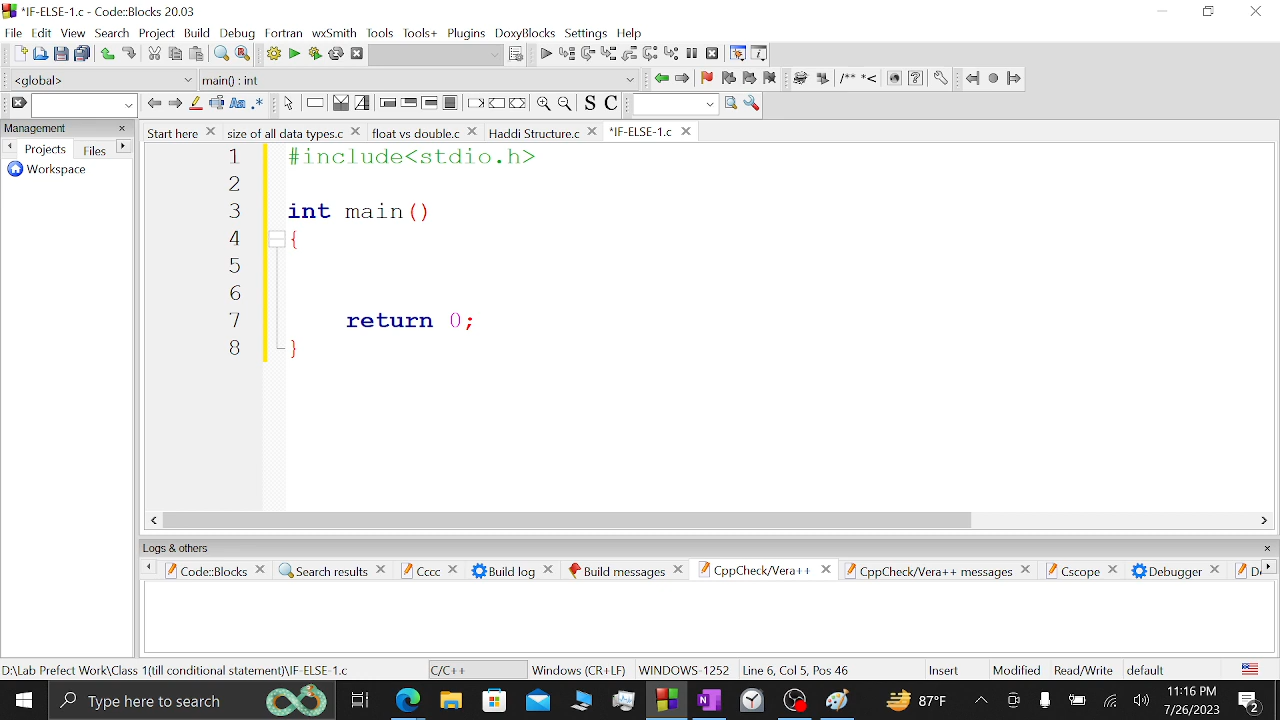 *IF-ELSE-1.c - Code::Blocks 20.03
File Edit View Search Project Build Debug Fortran wxSmith Tools Tools+ Plugins DoxyBlocks Settings Help
<global> main() : int
/** *<
Aa .* S C
Management
Start here size of all data types.c float vs double.c Haddi Structure.c *IF-ELSE-1.c
Projects Files
Workspace
1 #include<stdio.h>
2
3 int main()
4 {
5
6
7 return 0;
8 }
Logs & others
Code::Blocks Search results Cccc Build log Build messages CppCheck/Vera++ CppCheck/Vera++ messages Cscope Debugger
D:\Lab Prefect Work\Class 1(till conditional statement)\IF-ELSE-1.c C/C++ Windows (CR+LF) WINDOWS-1252 Line 6, Col 5, Pos 46 Insert Modified Read/Write default
Type here to search 87°F 11:16 PM
7/26/2023 2